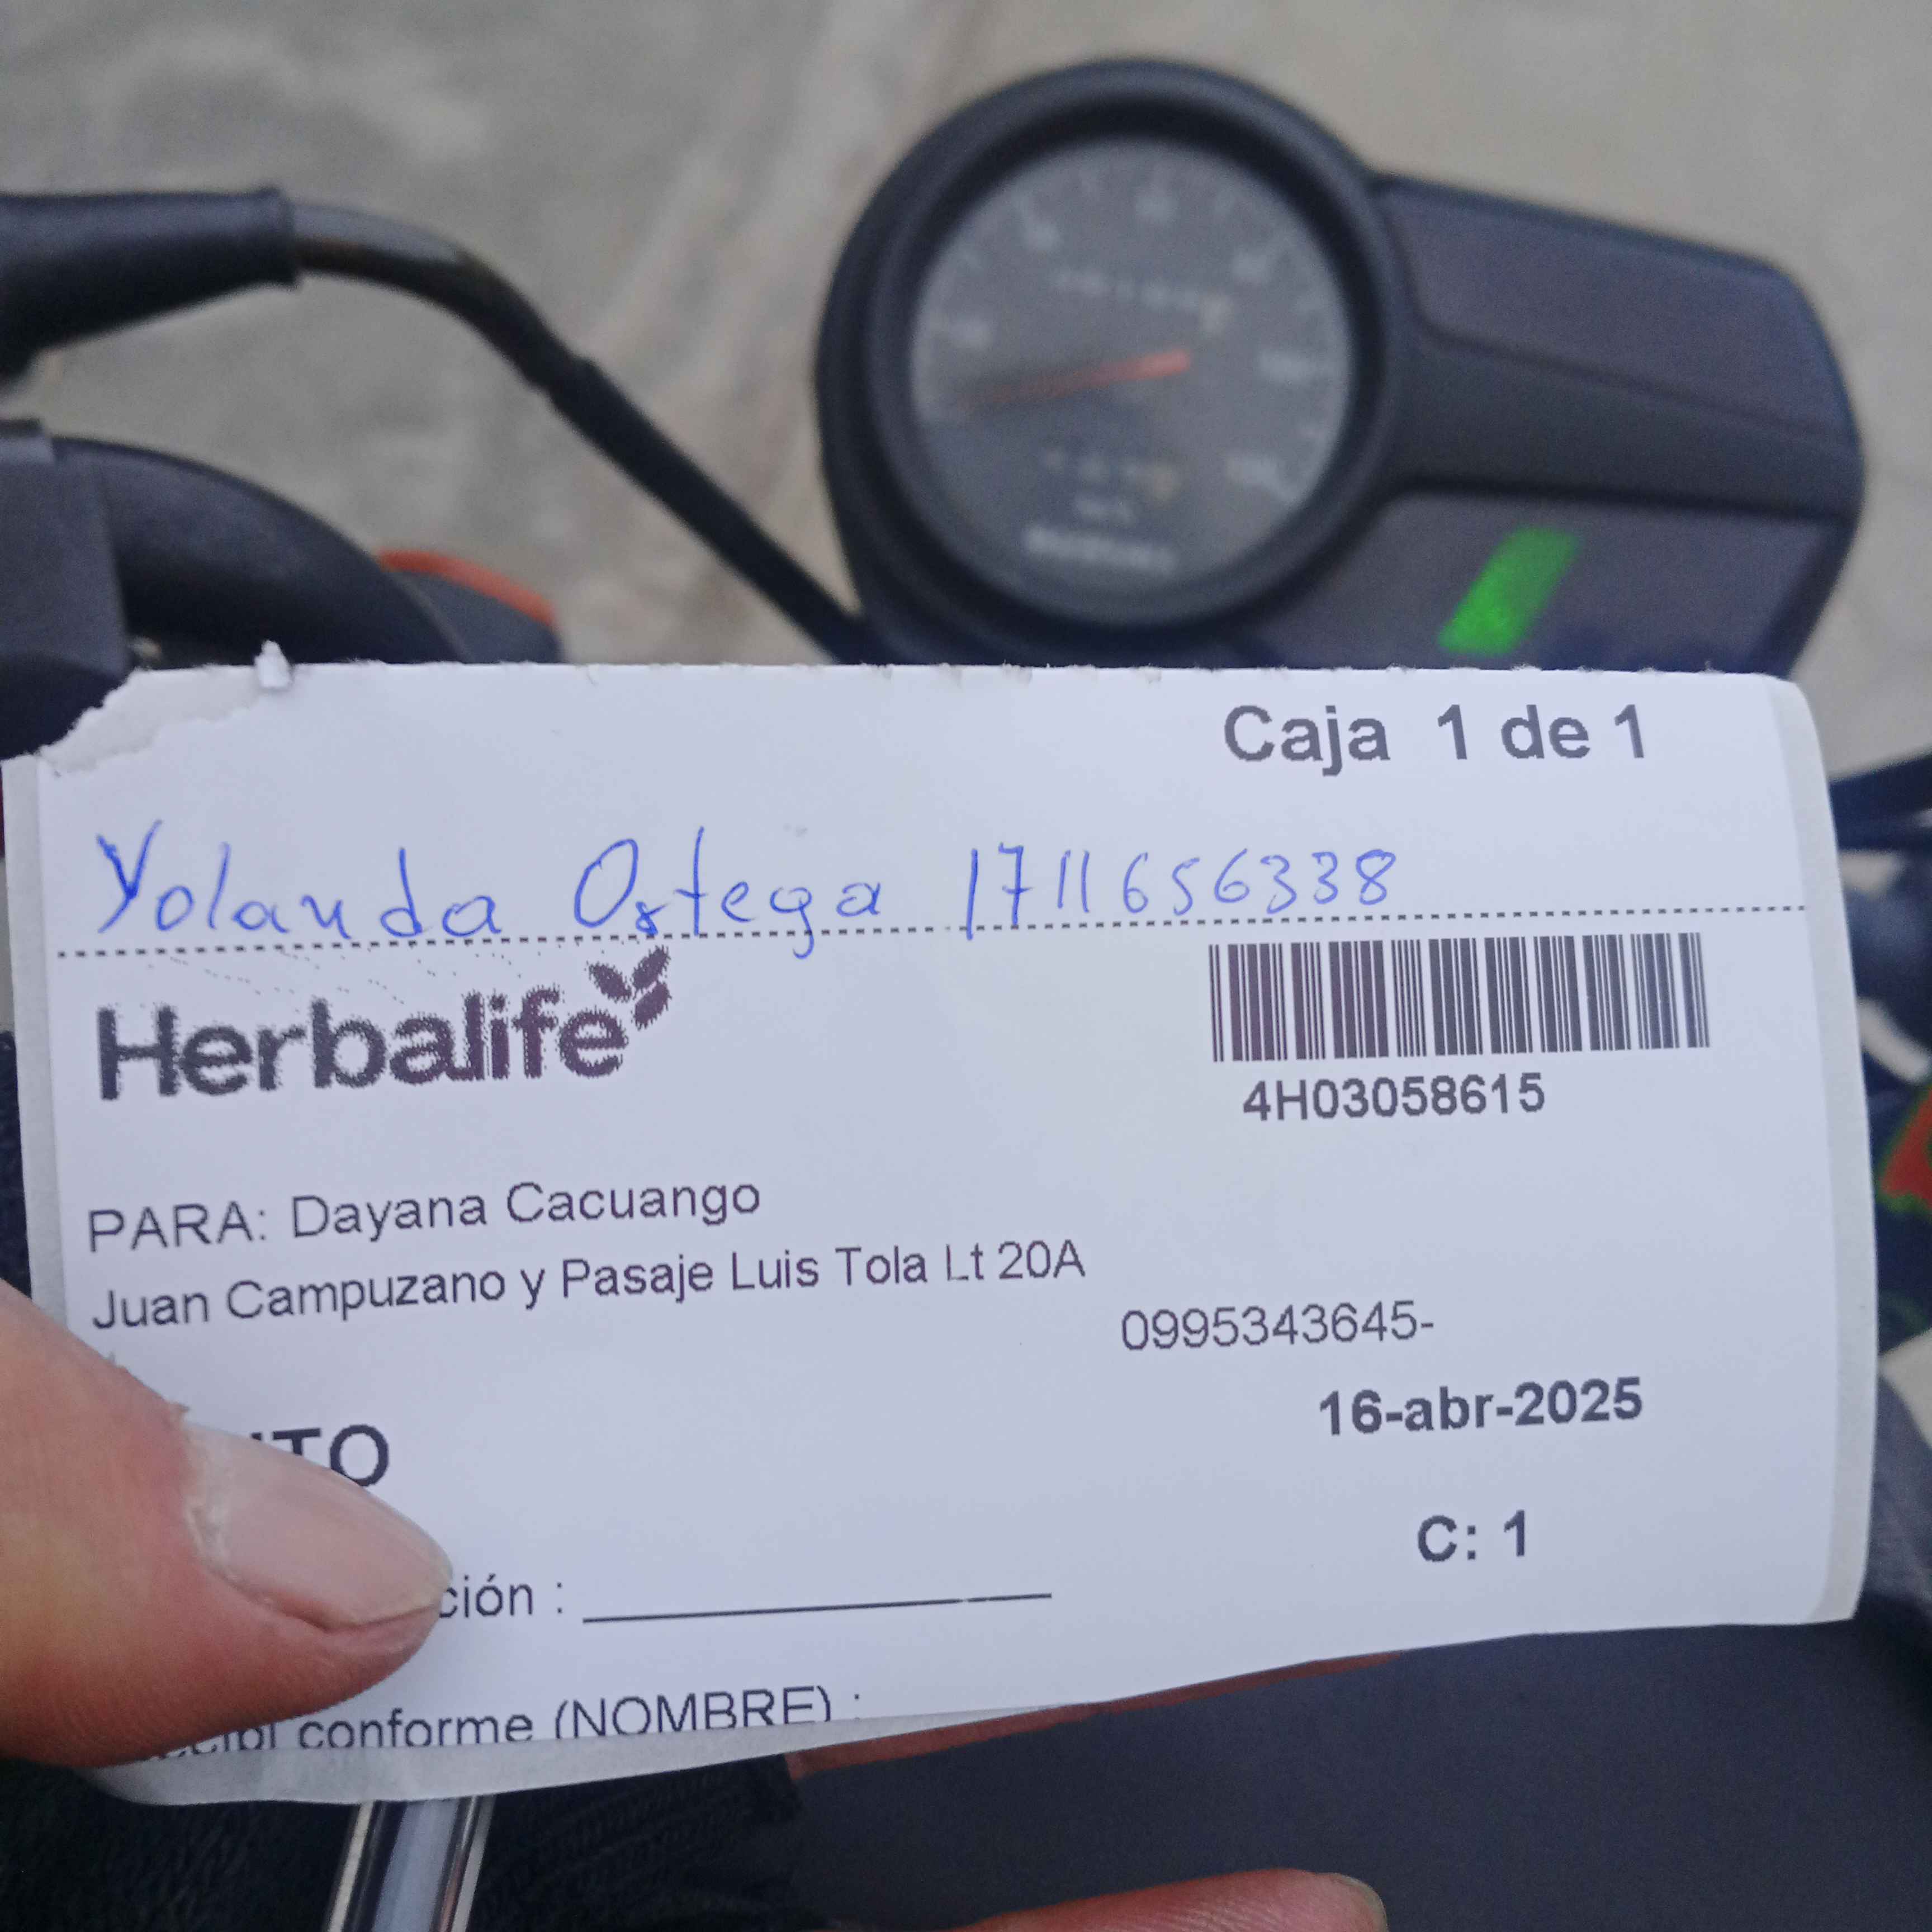 Caja 1 de 1
Yolanda Ortega 1711656338
Herbalife
4H03058615
PARA: Dayana Cacuango
Juan Campuzano y Pasaje Luis Tola Lt 20A
0995343645-
16-abr-2025
C: 1
conforme (NOMBRE) :